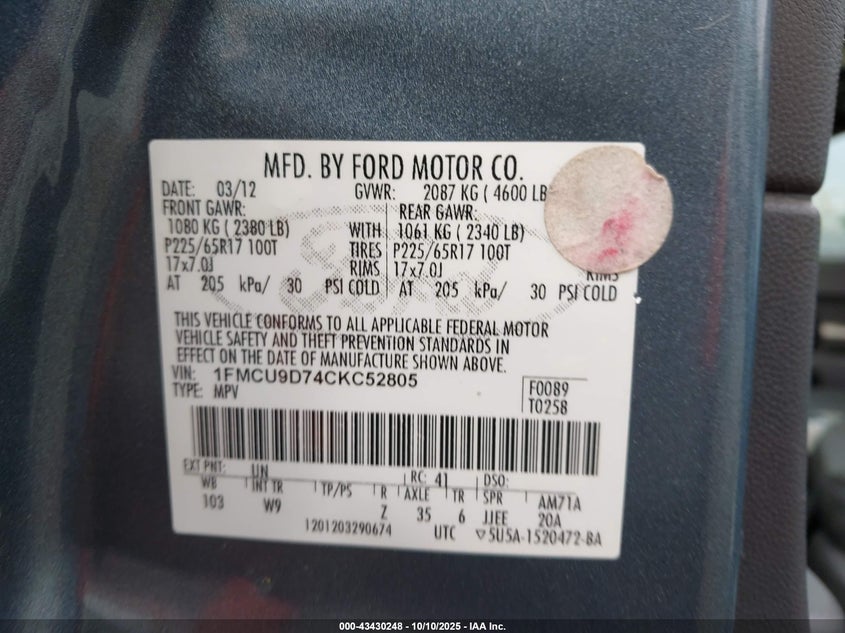 MFD. BY FORD MOTOR CO.
DATE: 03/12 GVWR: 2087 KG ( 4600 LB
FRONT GAWR: REAR GAWR:
1080 KG ( 2380 LB) WITH 1061 KG ( 2340 LB)
P225/65R17 100T TIRES P225/65R17 100T
17x7.0J RIMS 17x7.0J RIMS
AT 205 kPa/ 30 PSI COLD AT 205 kPa/ 30 PSI COLD
THIS VEHICLE CONFORMS TO ALL APPLICABLE FEDERAL MOTOR
VEHICLE SAFETY AND THEFT PREVENTION STANDARDS IN
EFFECT ON THE DATE OF MANUFACTURE SHOWN ABOVE.
VIN: 1FMCU9D74CKC52805
TYPE: MPV
F0089
T0258
EXT PNT: UN RC: 41 DSO:
WB INT TR TP/PS R AXLE TR SPR AM71A
103 W9 Z 35 6 JJEE 20A
1201203290674 UTC 5U5A-1520472-BA
000-43430248 - 10/10/2025 - IAA Inc.